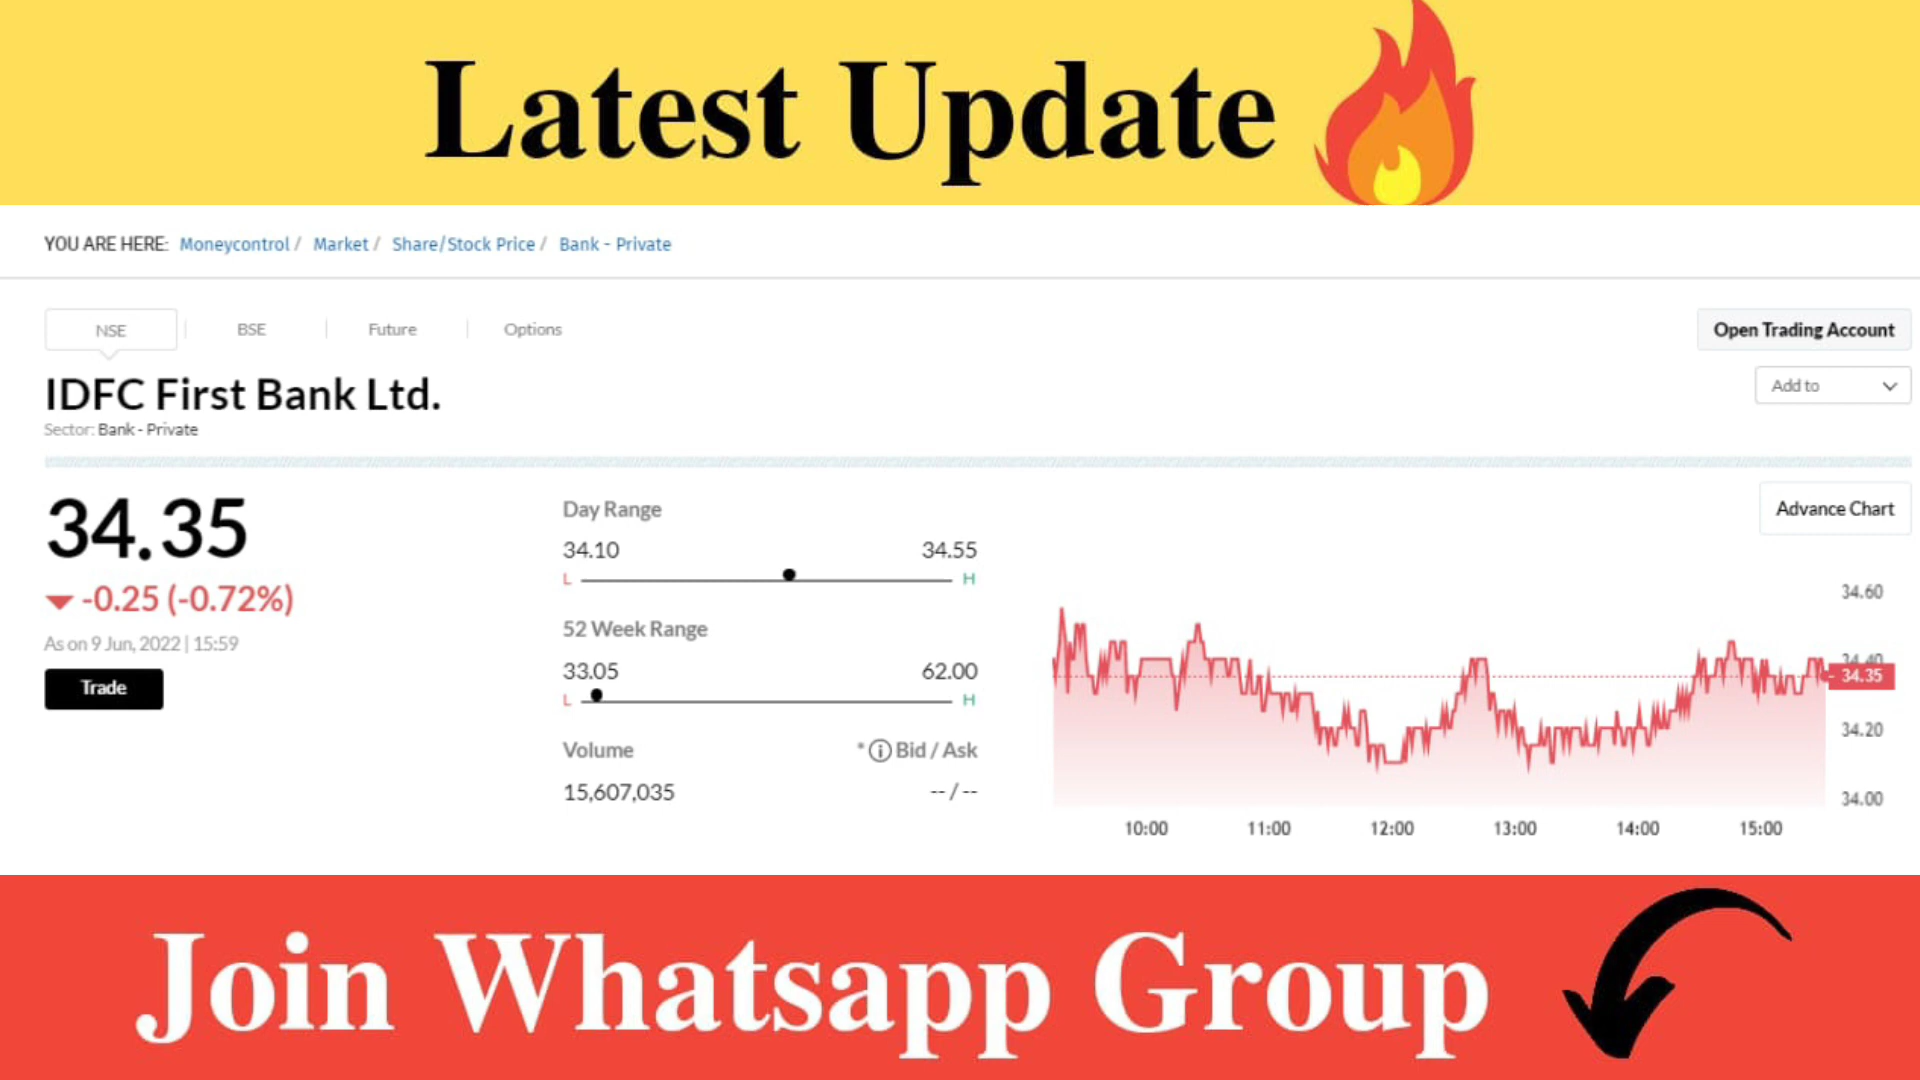 Latest Update
YOU ARE HERE: Moneycontrol / Market / Share/Stock Price / Bank - Private
NSE BSE Future Options
Open Trading Account
IDFC First Bank Ltd.
Add to
Sector: Bank - Private
34.35
-0.25 (-0.72%)
As on 9 Jun, 2022 | 15:59
Trade
Day Range
34.10 34.55
L H
52 Week Range
33.05 62.00
L H
Volume * i Bid / Ask
15,607,035 -- / --
Advance Chart
34.60
34.40
34.35
34.20
34.00
10:00 11:00 12:00 13:00 14:00 15:00
Join Whatsapp Group